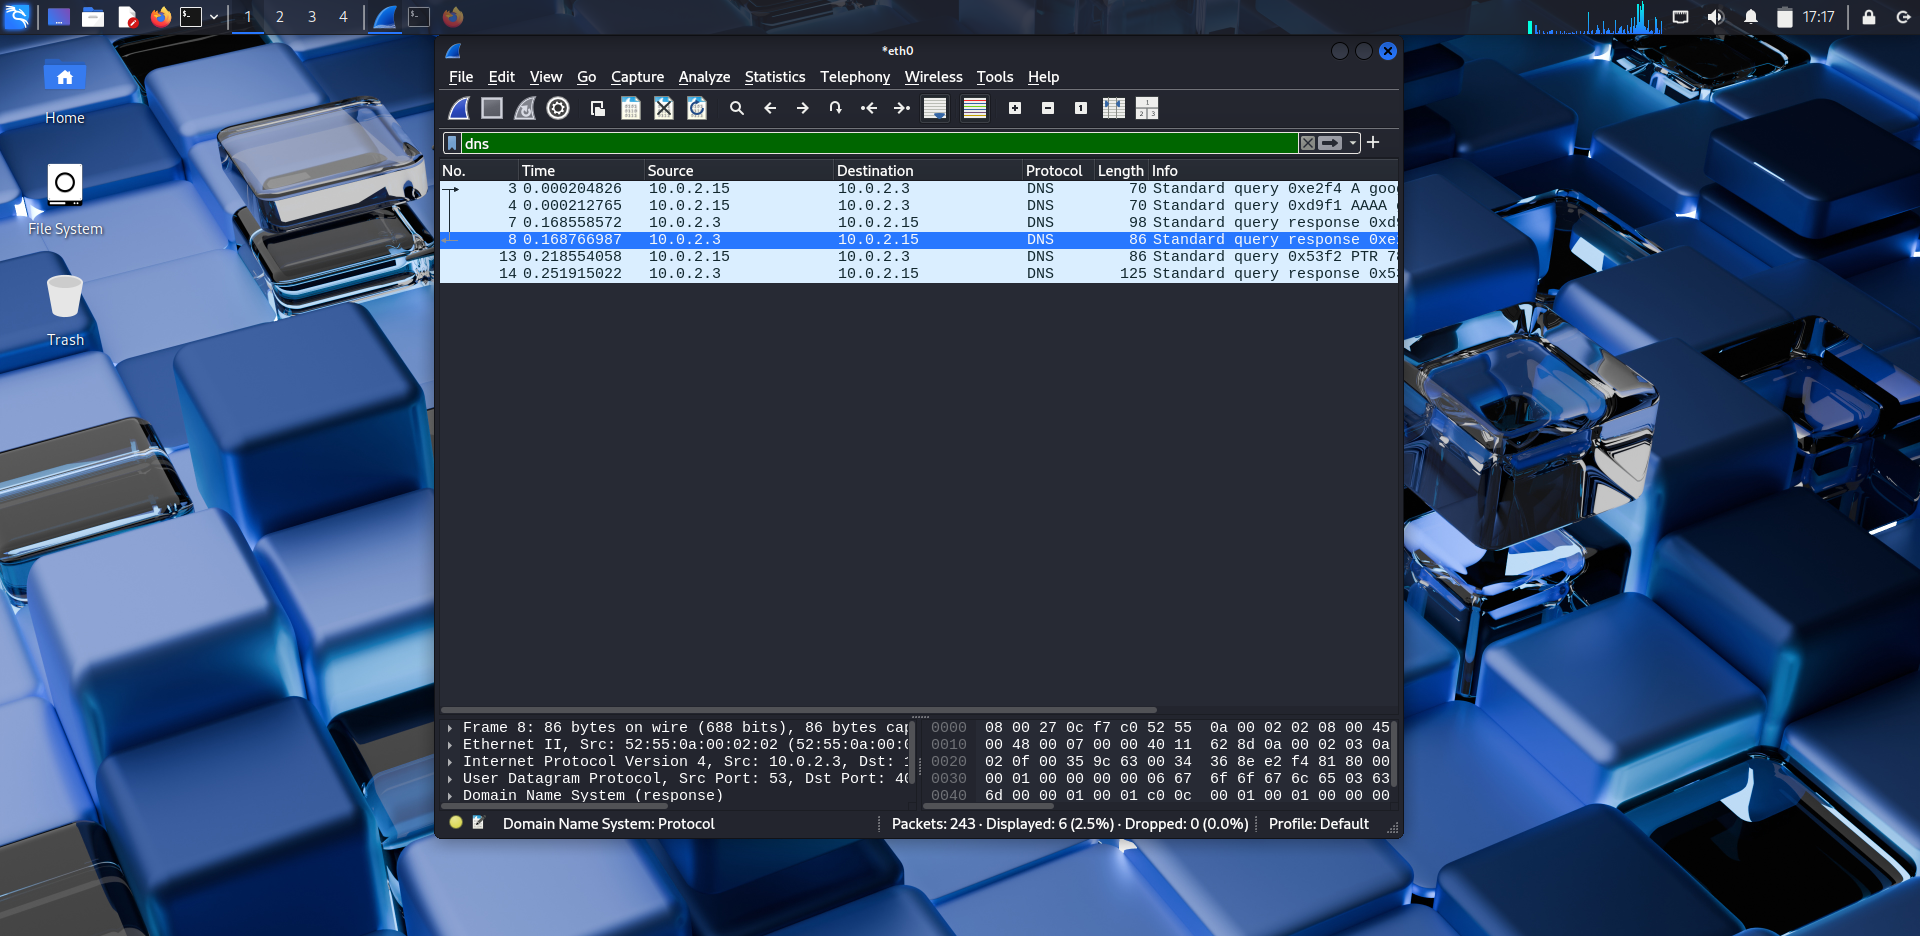 1 2 3 4
17:17
Home
File System
Trash
*eth0
File Edit View Go Capture Analyze Statistics Telephony Wireless Tools Help
dns
No. Time Source Destination Protocol Length Info
3 0.000204826 10.0.2.15 10.0.2.3 DNS 70 Standard query 0xe2f4 A goo
4 0.000212765 10.0.2.15 10.0.2.3 DNS 70 Standard query 0xd9f1 AAAA
7 0.168558572 10.0.2.3 10.0.2.15 DNS 98 Standard query response 0xd9
8 0.168766987 10.0.2.3 10.0.2.15 DNS 86 Standard query response 0xe
13 0.218554058 10.0.2.15 10.0.2.3 DNS 86 Standard query 0x53f2 PTR 7
14 0.251915022 10.0.2.3 10.0.2.15 DNS 125 Standard query response 0x53
Frame 8: 86 bytes on wire (688 bits), 86 bytes cap
Ethernet II, Src: 52:55:0a:00:02:02 (52:55:0a:00:0
Internet Protocol Version 4, Src: 10.0.2.3, Dst: 1
User Datagram Protocol, Src Port: 53, Dst Port: 40
Domain Name System (response)
0000 08 00 27 0c f7 c0 52 55 0a 00 02 02 08 00 45
0010 00 48 00 07 00 00 40 11 62 8d 0a 00 02 03 0a
0020 02 0f 00 35 9c 63 00 34 36 8e e2 f4 81 80 00
0030 00 01 00 00 00 00 06 67 6f 6f 67 6c 65 03 63
0040 6d 00 00 01 00 01 c0 0c 00 01 00 01 00 00 00
Domain Name System: Protocol
Packets: 243 · Displayed: 6 (2.5%) · Dropped: 0 (0.0%)
Profile: Default